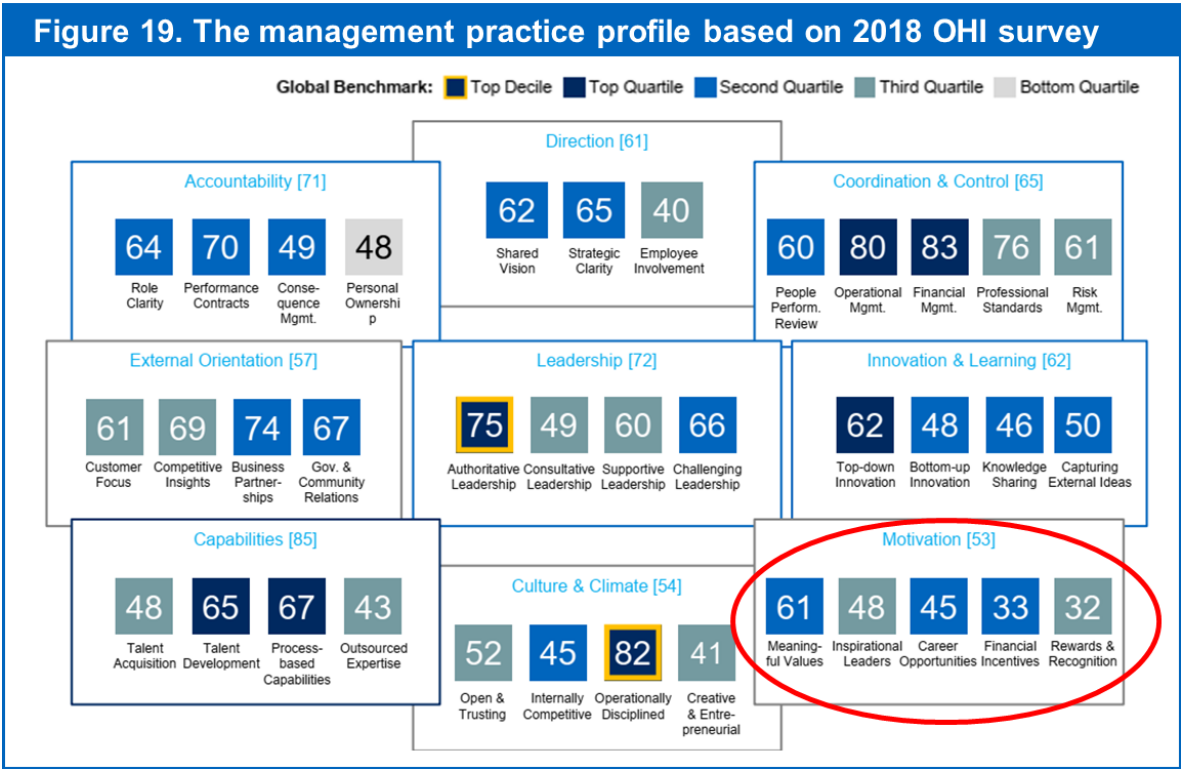 Figure 19. The management practice profile based on 2018 OHI survey
Global Benchmark: Top Decile Top Quartile Second Quartile Third Quartile Bottom Quartile
Direction [61]
62 65 40
Shared Strategic Employee
Vision Clarity Involvement
Accountability [71]
64 70 49 48
Role Performance Conse- Personal
Clarity Contracts quence Ownershi
Mgmt. p
Coordination & Control [65]
60 80 83 76 61
People Operational Financial Professional Risk
Perform. Mgmt. Mgmt. Standards Mgmt.
Review
External Orientation [57]
61 69 74 67
Customer Competitive Business Gov. &
Focus Insights Partner- Community
ships Relations
Leadership [72]
75 49 60 66
Authoritative Consultative Supportive Challenging
Leadership Leadership Leadership Leadership
Innovation & Learning [62]
62 48 46 50
Top-down Bottom-up Knowledge Capturing
Innovation Innovation Sharing External Ideas
Capabilities [85]
48 65 67 43
Talent Talent Process- Outsourced
Acquisition Development based Expertise
Capabilities
Culture & Climate [54]
52 45 82 41
Open & Internally Operationally Creative
Trusting Competitive Disciplined & Entre-
preneurial
Motivation [53]
61 48 45 33 32
Meaning- Inspirational Career Financial Rewards &
ful Values Leaders Opportunities Incentives Recognition